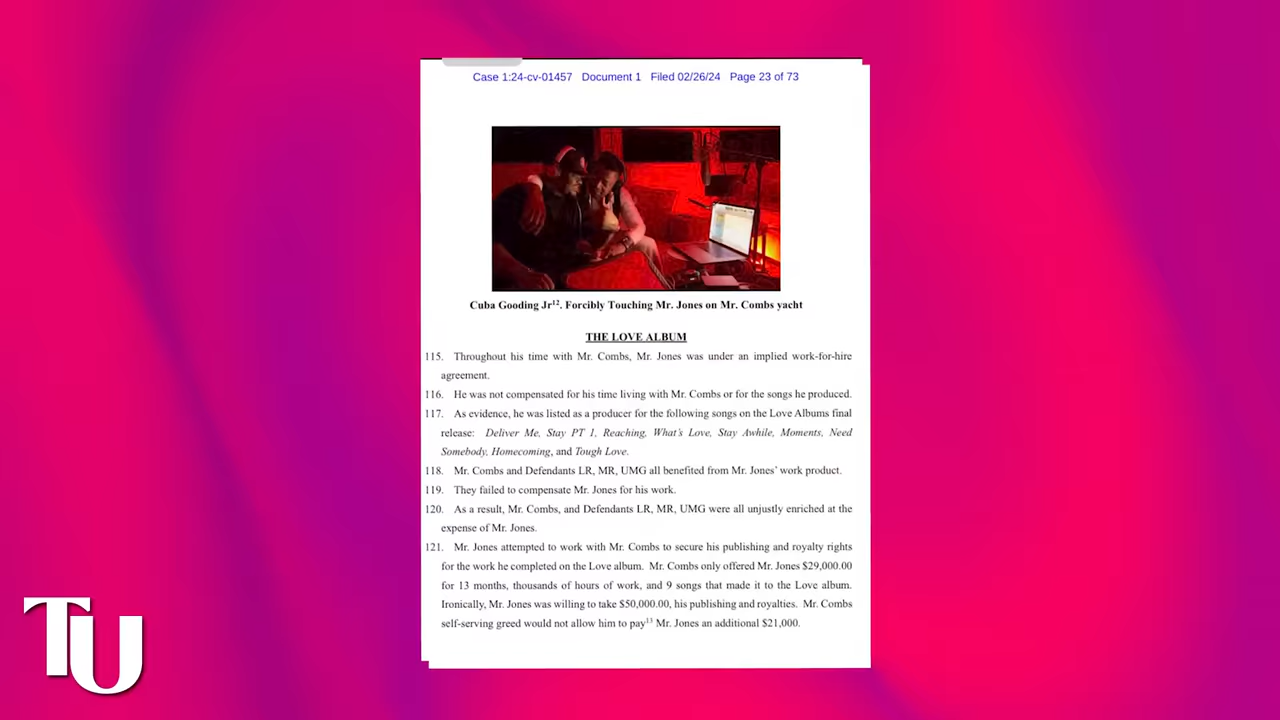 Case 1:24-cv-01457 Document 1 Filed 02/26/24 Page 23 of 73
Cuba Gooding Jr¹². Forcibly Touching Mr. Jones on Mr. Combs yacht
THE LOVE ALBUM
115. Throughout his time with Mr. Combs, Mr. Jones was under an implied work-for-hire
agreement.
116. He was not compensated for his time living with Mr. Combs or for the songs he produced.
117. As evidence, he was listed as a producer for the following songs on the Love Albums final
release: Deliver Me, Stay PT 1, Reaching, What's Love, Stay Awhile, Moments, Need
Somebody, Homecoming, and Tough Love.
118. Mr. Combs and Defendants LR, MR, UMG all benefited from Mr. Jones' work product.
119. They failed to compensate Mr. Jones for his work.
120. As a result, Mr. Combs, and Defendants LR, MR, UMG were all unjustly enriched at the
expense of Mr. Jones.
121. Mr. Jones attempted to work with Mr. Combs to secure his publishing and royalty rights
for the work he completed on the Love album. Mr. Combs only offered Mr. Jones $29,000.00
for 13 months, thousands of hours of work, and 9 songs that made it to the Love album.
Ironically, Mr. Jones was willing to take $50,000.00, his publishing and royalties. Mr. Combs
self-serving greed would not allow him to pay¹³ Mr. Jones an additional $21,000.
TU